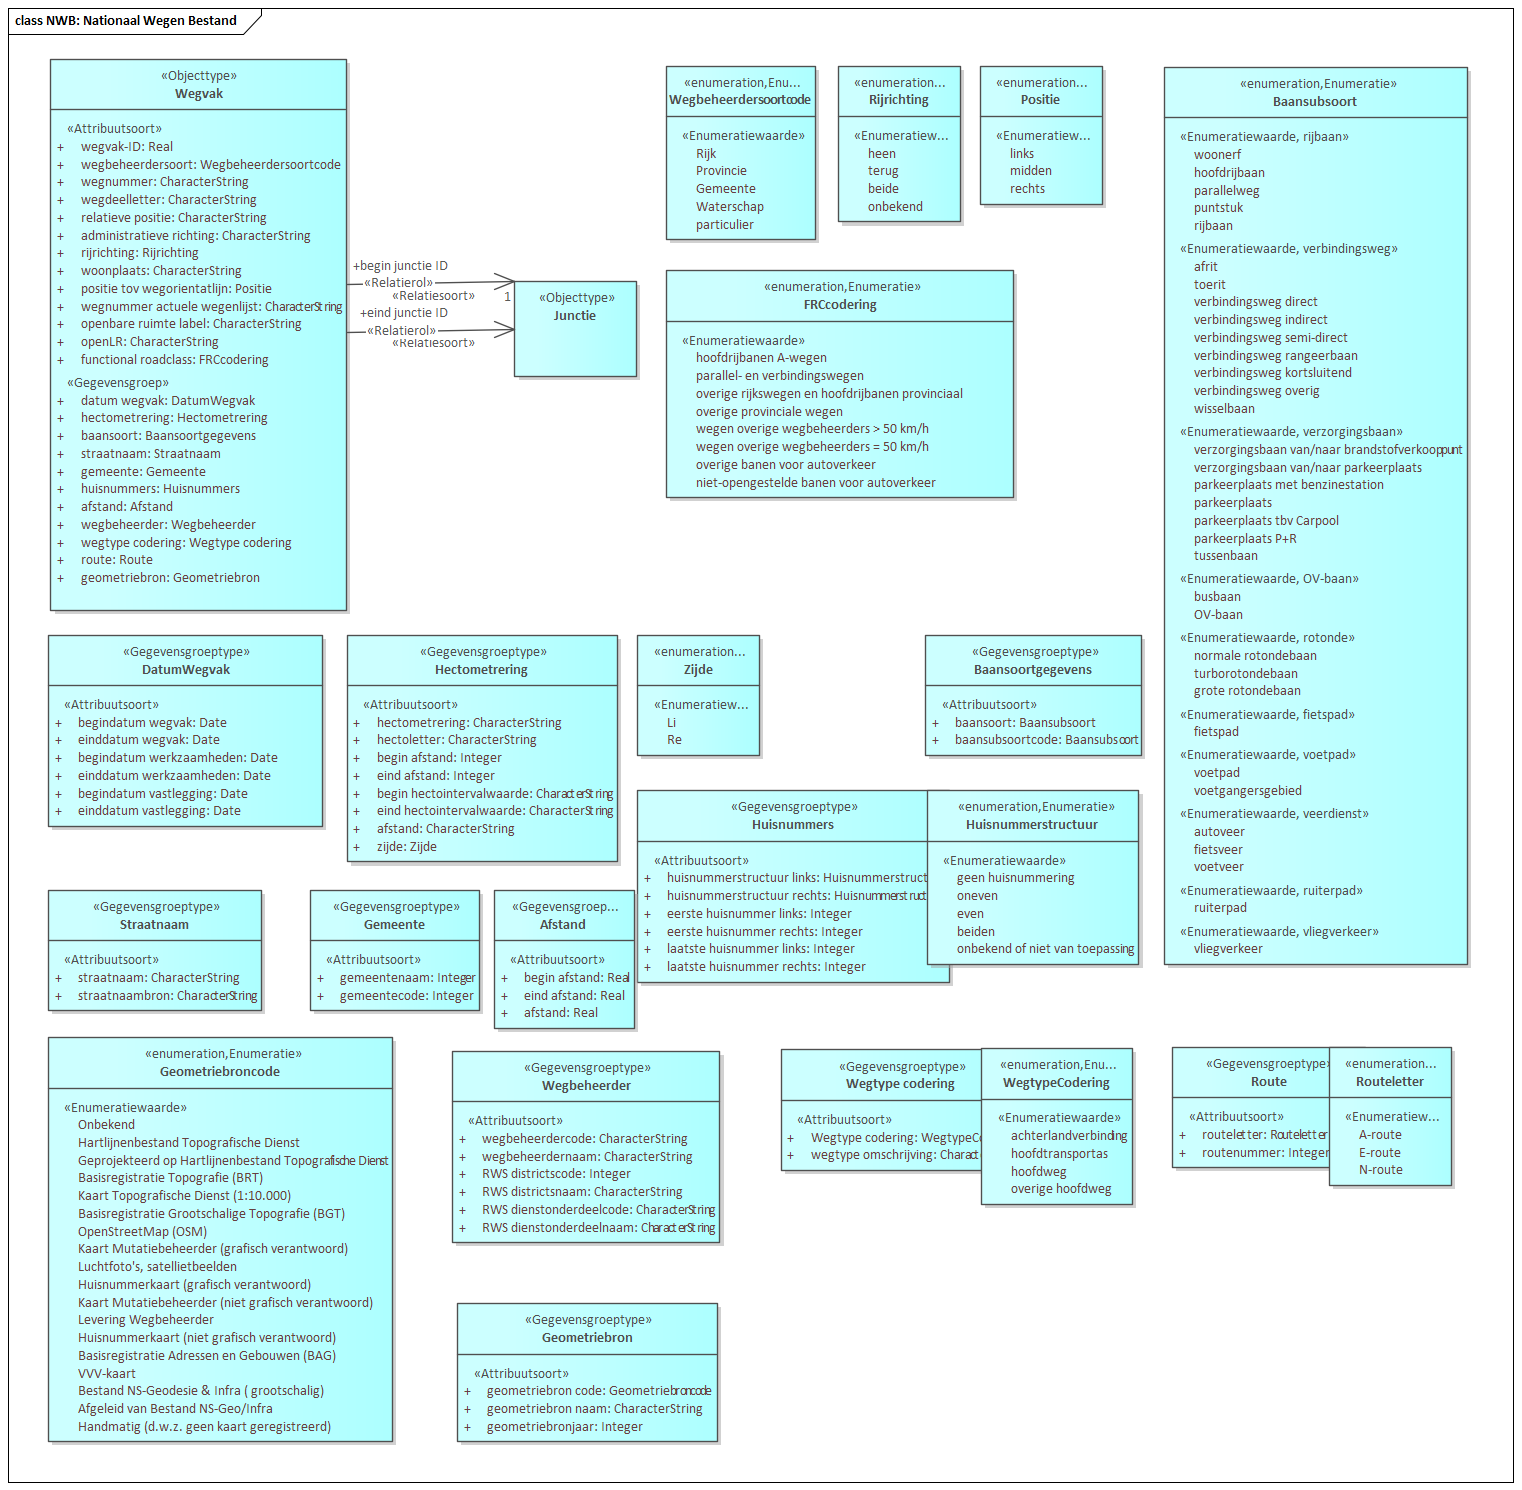 class NWB: Nationaal Wegen Bestand
«Objecttype»
Wegvak
«Attribuutsoort»
+ wegvak-ID: Real
+ wegbeheerdersoort: Wegbeheerdersoortcode
+ wegnummer: CharacterString
+ wegdeelletter: CharacterString
+ relatieve positie: CharacterString
+ administratieve richting: CharacterString
+ rijrichting: Rijrichting
+ woonplaats: CharacterString
+ positie tov wegorientatlijn: Positie
+ wegnummer actuele wegenlijst: CharacterString
+ openbare ruimte label: CharacterString
+ openLR: CharacterString
+ functional roadclass: FRCcodering
«Gegevensgroep»
+ datum wegvak: DatumWegvak
+ hectometrering: Hectometrering
+ baansoort: Baansoortgegevens
+ straatnaam: Straatnaam
+ gemeente: Gemeente
+ huisnummers: Huisnummers
+ afstand: Afstand
+ wegbeheerder: Wegbeheerder
+ wegtype codering: Wegtype codering
+ route: Route
+ geometriebron: Geometriebron
+begin junctie ID
«Relatierol»
«Relatiesoort»
1
+eind junctie ID
«Relatierol»
«Relatiesoort»
«Objecttype»
Junctie
«enumeration,Enu...
Wegbeheerdersoortcode
«Enumeratiewaarde»
Rijk
Provincie
Gemeente
Waterschap
particulier
«enumeration...
Rijrichting
«Enumeratiew...
heen
terug
beide
onbekend
«enumeration...
Positie
«Enumeratiew...
links
midden
rechts
«enumeration,Enumeratie»
FRCcodering
«Enumeratiewaarde»
hoofdrijbanen A-wegen
parallel- en verbindingswegen
overige rijkswegen en hoofdrijbanen provinciaal
overige provinciale wegen
wegen overige wegbeheerders > 50 km/h
wegen overige wegbeheerders = 50 km/h
overige banen voor autoverkeer
niet-opengestelde banen voor autoverkeer
«enumeration,Enumeratie»
Baansubsoort
«Enumeratiewaarde, rijbaan»
woonerf
hoofdrijbaan
parallelweg
puntstuk
rijbaan
«Enumeratiewaarde, verbindingsweg»
afrit
toerit
verbindingsweg direct
verbindingsweg indirect
verbindingsweg semi-direct
verbindingsweg rangeerbaan
verbindingsweg kortsluitend
verbindingsweg overig
wisselbaan
«Enumeratiewaarde, verzorgingsbaan»
verzorgingsbaan van/naar brandstofverkooppunt
verzorgingsbaan van/naar parkeerplaats
parkeerplaats met benzinestation
parkeerplaats
parkeerplaats tbv Carpool
parkeerplaats P+R
tussenbaan
«Enumeratiewaarde, OV-baan»
busbaan
OV-baan
«Enumeratiewaarde, rotonde»
normale rotondebaan
turborotondebaan
grote rotondebaan
«Enumeratiewaarde, fietspad»
fietspad
«Enumeratiewaarde, voetpad»
voetpad
voetgangersgebied
«Enumeratiewaarde, veerdienst»
autoveer
fietsveer
voetveer
«Enumeratiewaarde, ruiterpad»
ruiterpad
«Enumeratiewaarde, vliegverkeer»
vliegverkeer
«Gegevensgroeptype»
DatumWegvak
«Attribuutsoort»
+ begindatum wegvak: Date
+ einddatum wegvak: Date
+ begindatum werkzaamheden: Date
+ einddatum werkzaamheden: Date
+ begindatum vastlegging: Date
+ einddatum vastlegging: Date
«Gegevensgroeptype»
Hectometrering
«Attribuutsoort»
+ hectometrering: CharacterString
+ hectoletter: CharacterString
+ begin afstand: Integer
+ eind afstand: Integer
+ begin hectointervalwaarde: CharacterString
+ eind hectointervalwaarde: CharacterString
+ afstand: CharacterString
+ zijde: Zijde
«enumeration...
Zijde
«Enumeratiew...
Li
Re
«Gegevensgroeptype»
Baansoortgegevens
«Attribuutsoort»
+ baansoort: Baansubsoort
+ baansubsoortcode: Baansubsoort
«Gegevensgroeptype»
Huisnummers
«Attribuutsoort»
+ huisnummerstructuur links: Huisnummerstruct
+ huisnummerstructuur rechts: Huisnummerstruct
+ eerste huisnummer links: Integer
+ eerste huisnummer rechts: Integer
+ laatste huisnummer links: Integer
+ laatste huisnummer rechts: Integer
«enumeration,Enumeratie»
Huisnummerstructuur
«Enumeratiewaarde»
geen huisnummering
oneven
even
beiden
onbekend of niet van toepassing
«Gegevensgroeptype»
Straatnaam
«Attribuutsoort»
+ straatnaam: CharacterString
+ straatnaambron: CharacterString
«Gegevensgroeptype»
Gemeente
«Attribuutsoort»
+ gemeentenaam: Integer
+ gemeentecode: Integer
«Gegevensgroep...
Afstand
«Attribuutsoort»
+ begin afstand: Real
+ eind afstand: Real
+ afstand: Real
«enumeration,Enumeratie»
Geometriebroncode
«Enumeratiewaarde»
Onbekend
Hartlijnenbestand Topografische Dienst
Geprojekteerd op Hartlijnenbestand Topografische Dienst
Basisregistratie Topografie (BRT)
Kaart Topografische Dienst (1:10.000)
Basisregistratie Grootschalige Topografie (BGT)
OpenStreetMap (OSM)
Kaart Mutatiebeheerder (grafisch verantwoord)
Luchtfoto's, satellietbeelden
Huisnummerkaart (grafisch verantwoord)
Kaart Mutatiebeheerder (niet grafisch verantwoord)
Levering Wegbeheerder
Huisnummerkaart (niet grafisch verantwoord)
Basisregistratie Adressen en Gebouwen (BAG)
VVV-kaart
Bestand NS-Geodesie & Infra ( grootschalig)
Afgeleid van Bestand NS-Geo/Infra
Handmatig (d.w.z. geen kaart geregistreerd)
«Gegevensgroeptype»
Wegbeheerder
«Attribuutsoort»
+ wegbeheerdercode: CharacterString
+ wegbeheerdernaam: CharacterString
+ RWS districtscode: Integer
+ RWS districtsnaam: CharacterString
+ RWS dienstonderdeelcode: CharacterString
+ RWS dienstonderdeelnaam: CharacterString
«Gegevensgroeptype»
Wegtype codering
«Attribuutsoort»
+ Wegtype codering: WegtypeCo
+ wegtype omschrijving: Charact
«enumeration,Enu...
WegtypeCodering
«Enumeratiewaarde»
achterlandverbinding
hoofdtransportas
hoofdweg
overige hoofdweg
«Gegevensgroeptype»
Route
«Attribuutsoort»
+ routeletter: Routeletter
+ routenummer: Integer
«enumeration...
Routeletter
«Enumeratiew...
A-route
E-route
N-route
«Gegevensgroeptype»
Geometriebron
«Attribuutsoort»
+ geometriebron code: Geometriebroncode
+ geometriebron naam: CharacterString
+ geometriebronjaar: Integer